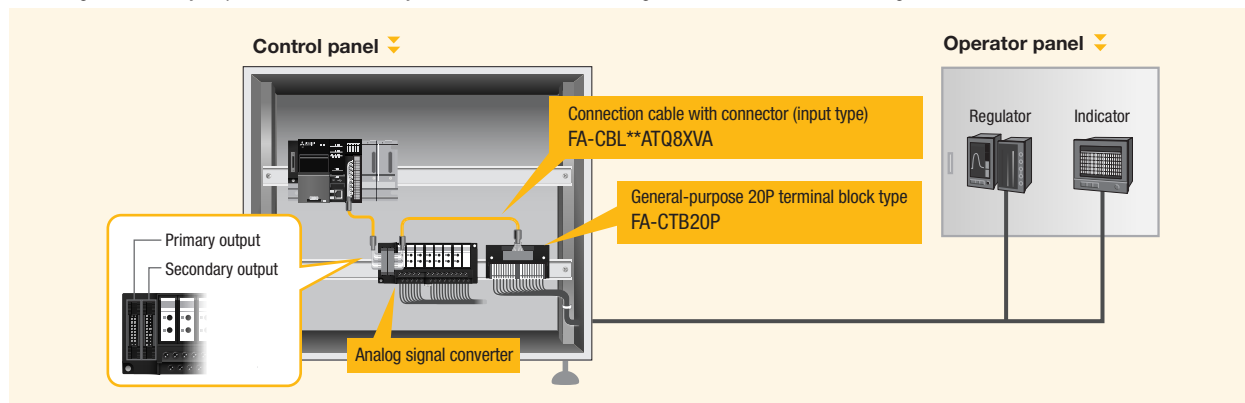 Control panel
Operator panel
Connection cable with connector (input type)
FA-CBL**ATQ8XVA
Regulator
Indicator
General-purpose 20P terminal block type
FA-CTB20P
Primary output
Secondary output
Analog signal converter